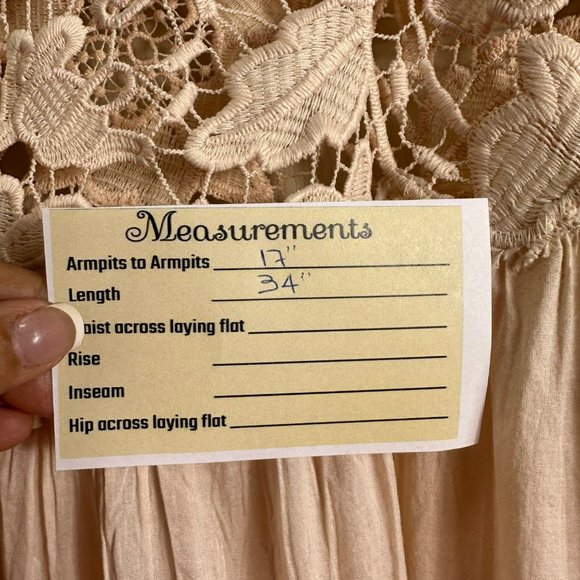 Measurements
Armpits to Armpits 17"
Length 34"
aist across laying flat
Rise
Inseam
Hip across laying flat